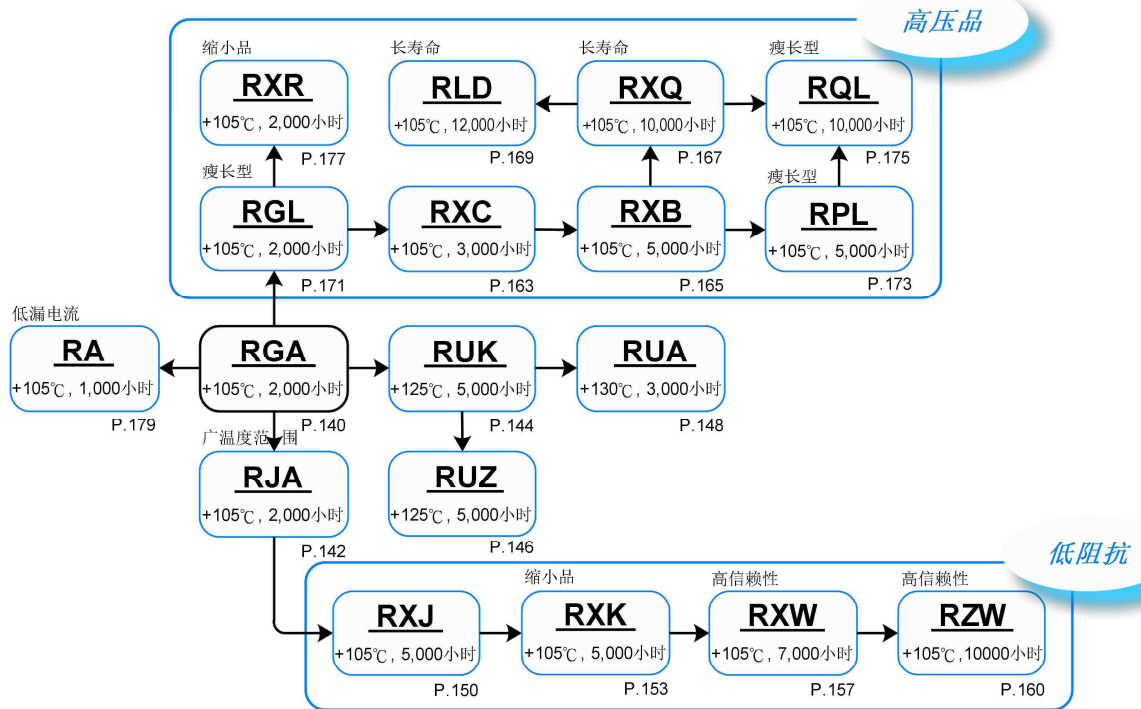 高压品
缩小品
RXR
+105℃, 2,000小时
P.177
长寿命
RLD
+105℃, 12,000小时
P.169
长寿命
RXQ
+105℃, 10,000小时
P.167
瘦长型
RQL
+105℃, 10,000小时
P.175
瘦长型
RGL
+105℃, 2,000小时
P.171
RXC
+105℃, 3,000小时
P.163
RXB
+105℃, 5,000小时
P.165
瘦长型
RPL
+105℃, 5,000小时
P.173
低漏电流
RA
+105℃, 1,000小时
P.179
RGA
+105℃, 2,000小时
P.140
RUK
+125℃, 5,000小时
P.144
RUA
+130℃, 3,000小时
P.148
广温度范围
RJA
+105℃, 2,000小时
P.142
RUZ
+125℃, 5,000小时
P.146
低阻抗
RXJ
+105℃, 5,000小时
P.150
缩小品
RXK
+105℃, 5,000小时
P.153
高信赖性
RXW
+105℃, 7,000小时
P.157
高信赖性
RZW
+105℃, 10000小时
P.160